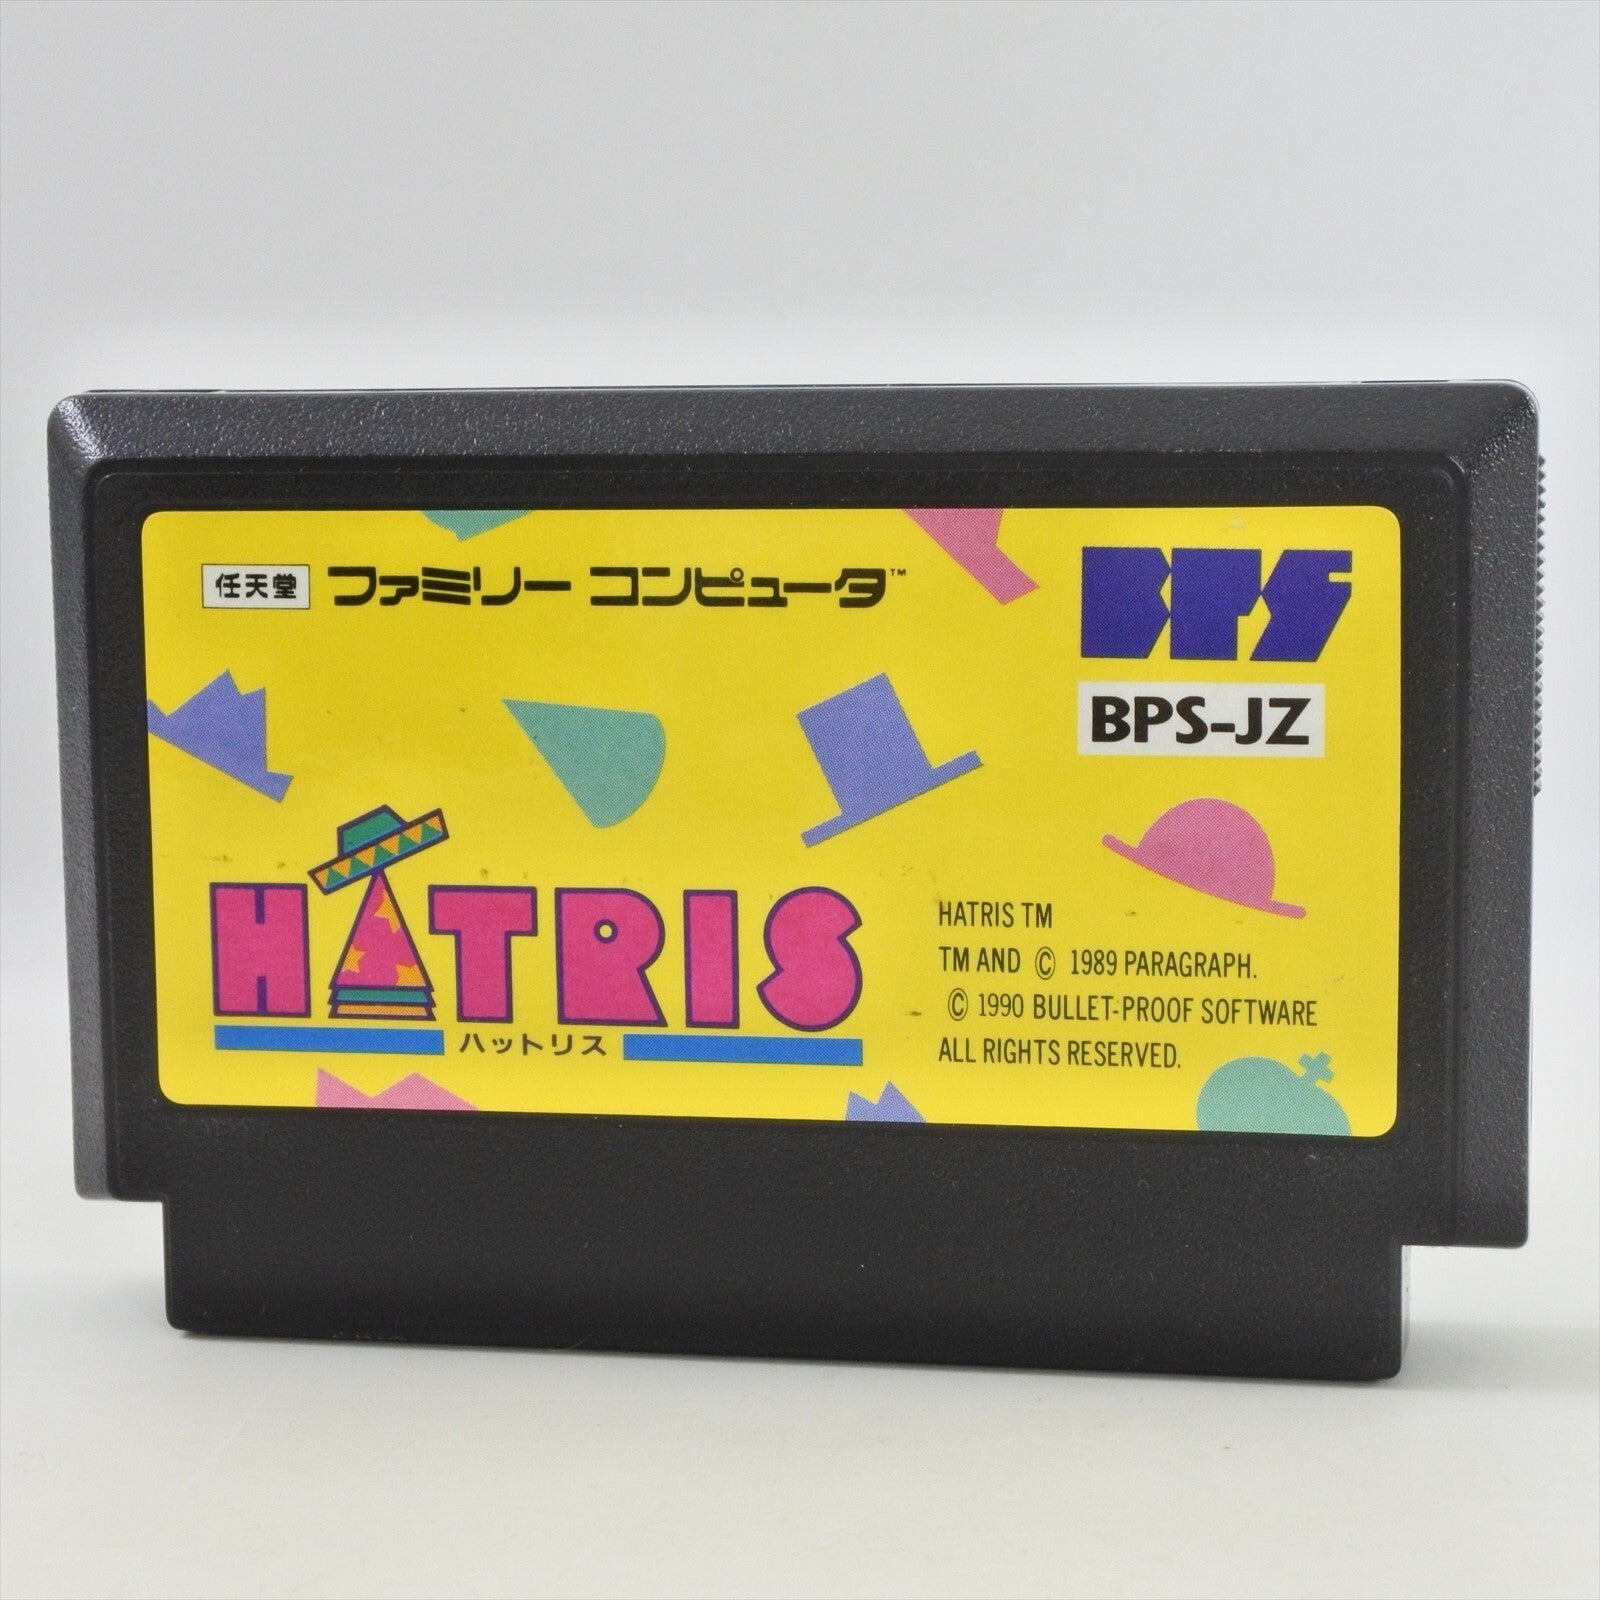 任天堂 ファミリー コンピュータ™
BPS
BPS-JZ
HATRIS
ハットリス
HATRIS TM
TM AND © 1989 PARAGRAPH.
© 1990 BULLET-PROOF SOFTWARE
ALL RIGHTS RESERVED.